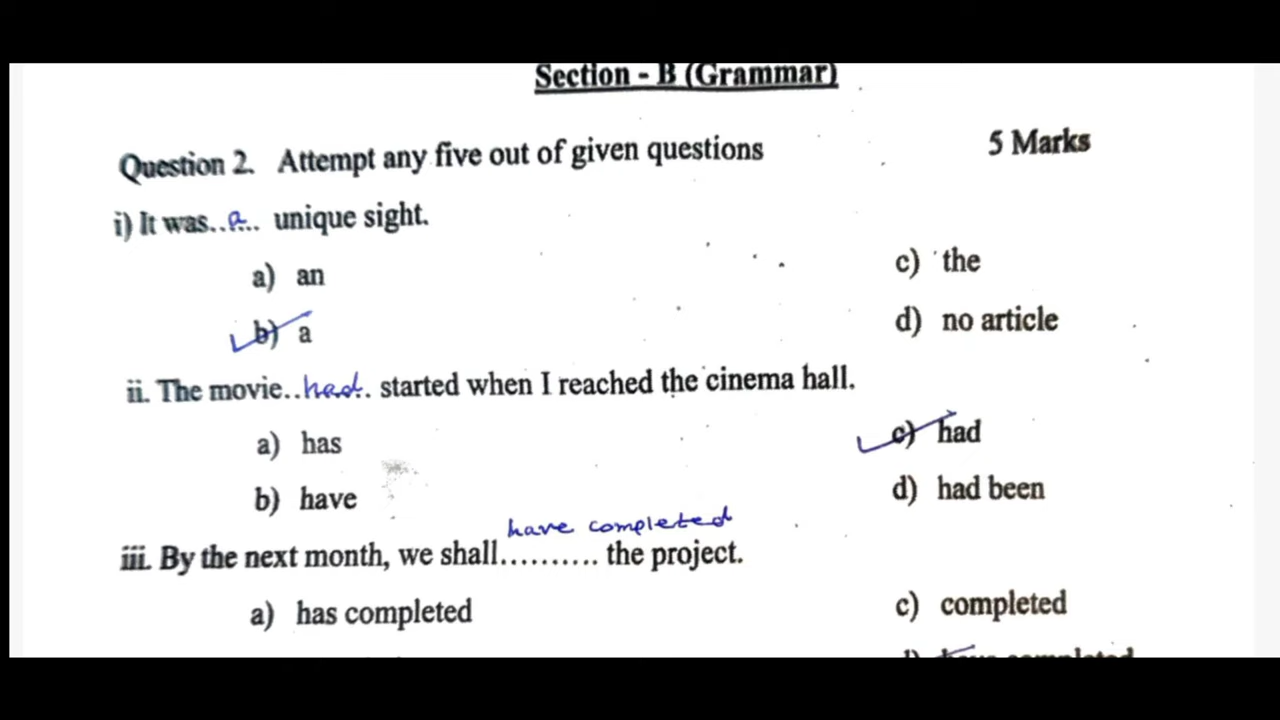 Section - B (Grammar)
Question 2. Attempt any five out of given questions 5 Marks
i) It was..a... unique sight.
a) an c) the
b) a d) no article
ii. The movie..had.. started when I reached the cinema hall.
a) has c) had
b) have d) had been
have completed
iii. By the next month, we shall.......... the project.
a) has completed c) completed